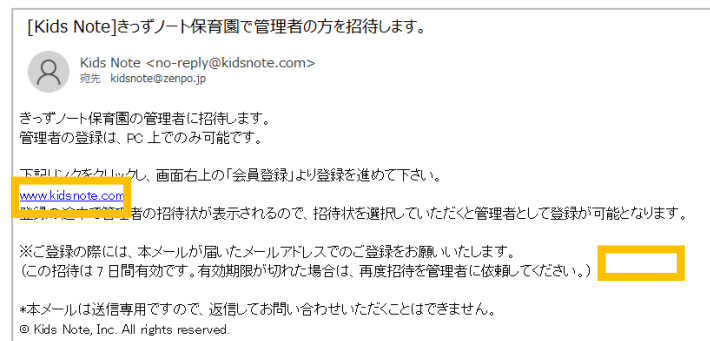 [Kids Note]きっずノート保育園で管理者の方を招待します。
Kids Note <no-reply@kidsnote.com>
宛先 kidsnote@zenpo.jp
きっずノート保育園の管理者に招待します。
管理者の登録は、PC 上でのみ可能です。
下記リンクをクリックし、画面右上の「会員登録」より登録を進めて下さい。
www.kidsnote.com
登録の途中で管理者の招待状が表示されるので、招待状を選択していただくと管理者として登録が可能となります。
※ご登録の際には、本メールが届いたメールアドレスでのご登録をお願いいたします。
(この招待は 7 日間有効です。有効期限が切れた場合は、再度招待を管理者に依頼してください。)
*本メールは送信専用ですので、返信してお問い合わせいただくことはできません。
© Kids Note, Inc. All rights reserved.